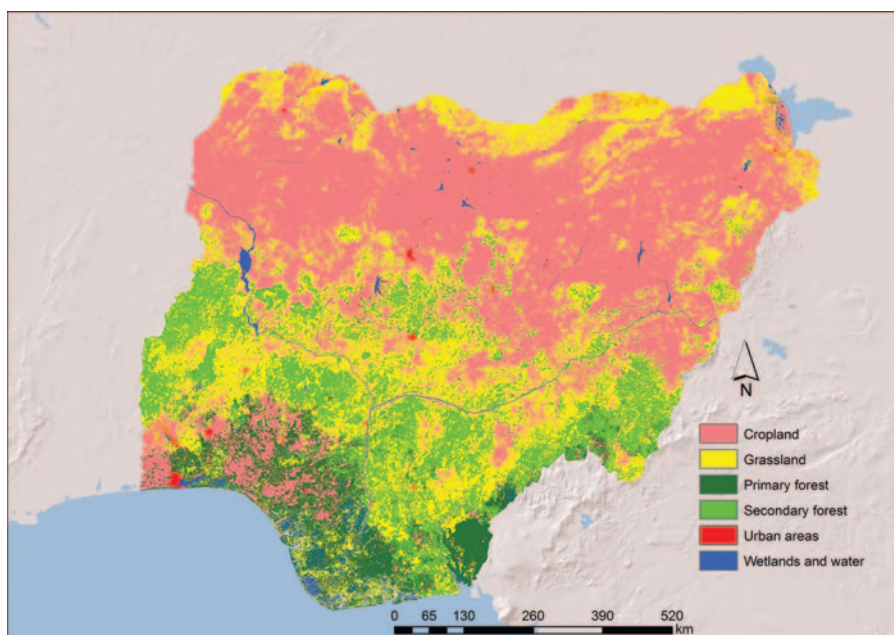 N
Cropland
Grassland
Primary forest
Secondary forest
Urban areas
Wetlands and water
0 65 130 260 390 520
km